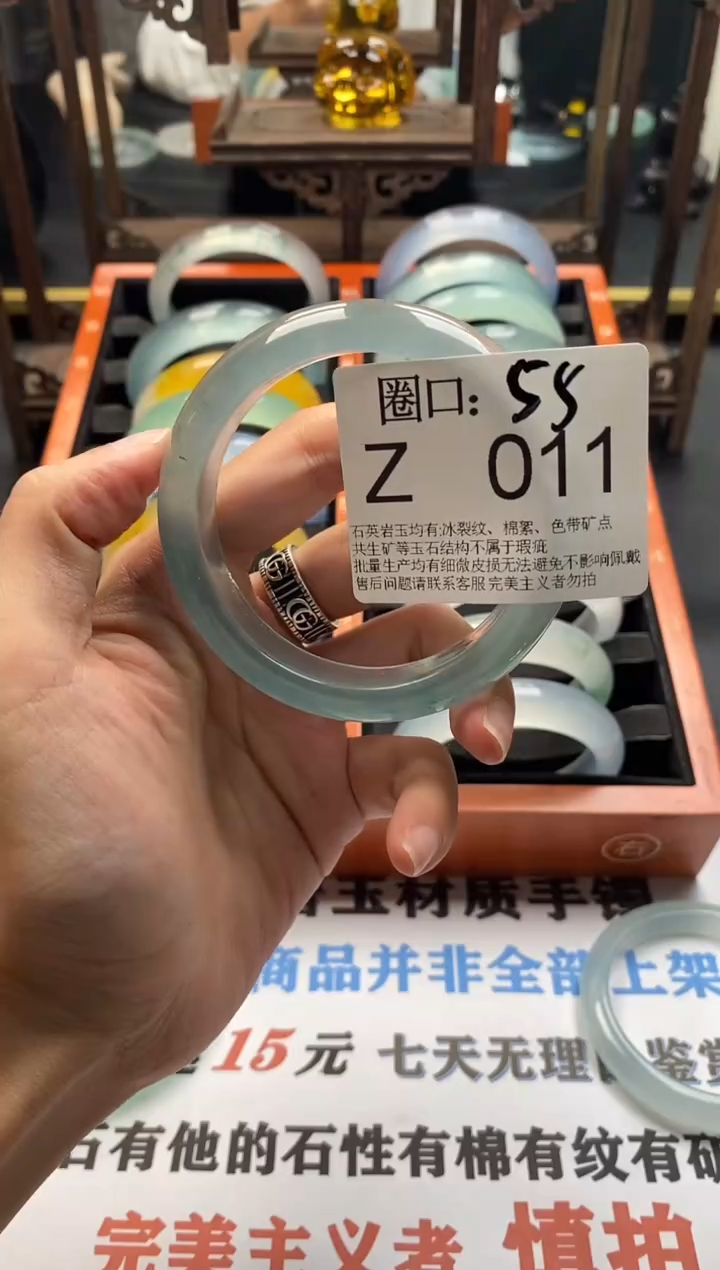 圈口: 58
Z 011
石英岩玉均有:冰裂纹、棉絮、色带矿点
共生矿等玉石结构不属于瑕疵
批量生产均有细微皮损无法避免不影响佩戴
售后问题请联系客服完美主义者勿拍
石
玉材质手镯
商品并非全部上架
15元 七天无理 鉴赏
石有他的石性有棉有纹有矿
完美主义者 慎拍